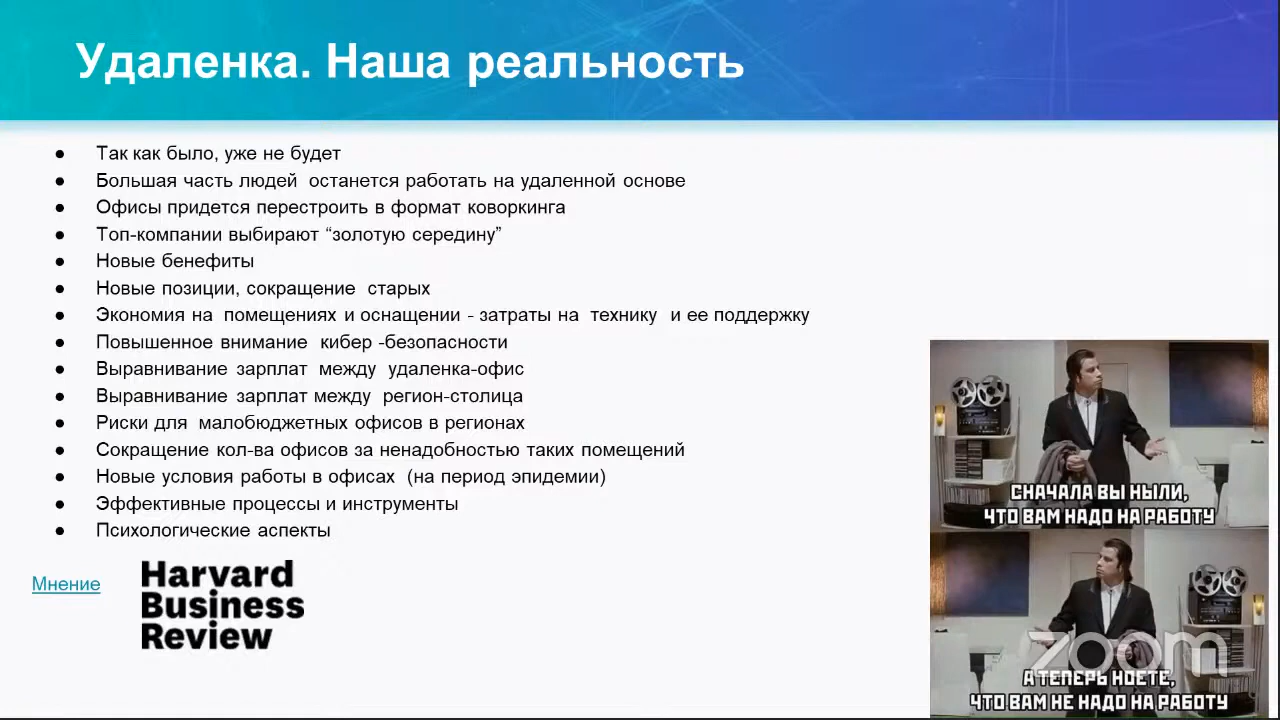 Удаленка. Наша реальность
● Так как было, уже не будет
● Большая часть людей останется работать на удаленной основе
● Офисы придется перестроить в формат коворкинга
● Топ-компании выбирают “золотую середину”
● Новые бенефиты
● Новые позиции, сокращение старых
● Экономия на помещениях и оснащении - затраты на технику и ее поддержку
● Повышенное внимание кибер -безопасности
● Выравнивание зарплат между удаленка-офис
● Выравнивание зарплат между регион-столица
● Риски для малобюджетных офисов в регионах
● Сокращение кол-ва офисов за ненадобностью таких помещений
● Новые условия работы в офисах (на период эпидемии)
● Эффективные процессы и инструменты
● Психологические аспекты
Мнение
Harvard
Business
Review
СНАЧАЛА ВЫ НЫЛИ,
ЧТО ВАМ НАДО НА РАБОТУ
zoom
А ТЕПЕРЬ НОЕТЕ,
ЧТО ВАМ НЕ НАДО НА РАБОТУ